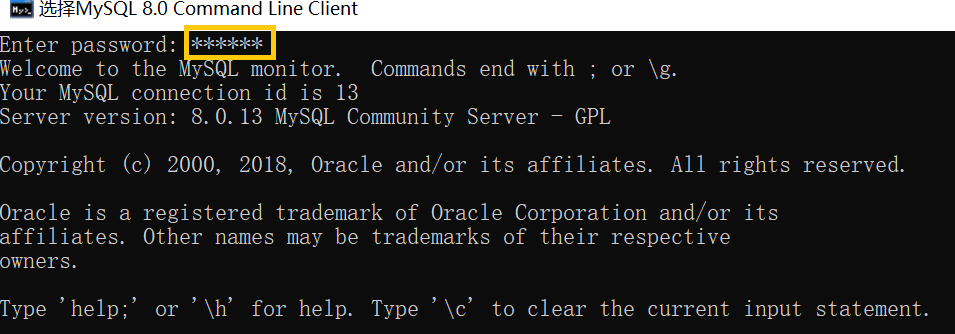 选择MySQL 8.0 Command Line Client
Enter password: ******
Welcome to the MySQL monitor.  Commands end with ; or \g.
Your MySQL connection id is 13
Server version: 8.0.13 MySQL Community Server - GPL
Copyright (c) 2000, 2018, Oracle and/or its affiliates. All rights reserved.
Oracle is a registered trademark of Oracle Corporation and/or its
affiliates. Other names may be trademarks of their respective
owners.
Type 'help;' or '\h' for help. Type '\c' to clear the current input statement.